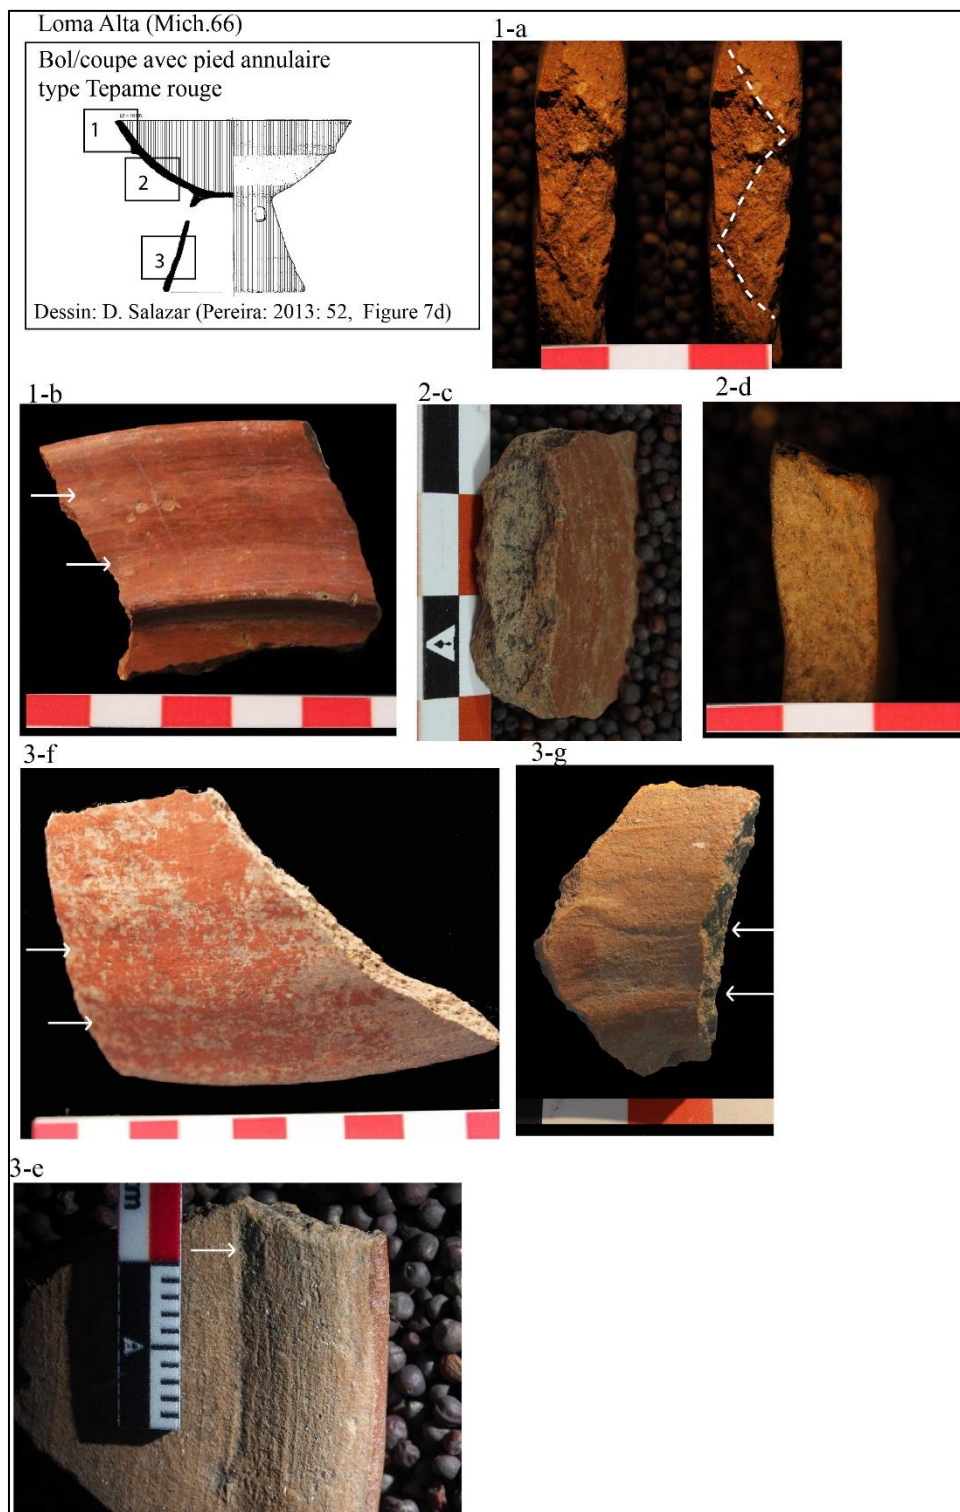 Loma Alta (Mich.66)
1-a
Bol/coupe avec pied annulaire
type Tepame rouge
1
2
3
Dessin: D. Salazar (Pereira: 2013: 52, Figure 7d)
1-b
2-c
2-d
3-f
3-g
3-e
m
A